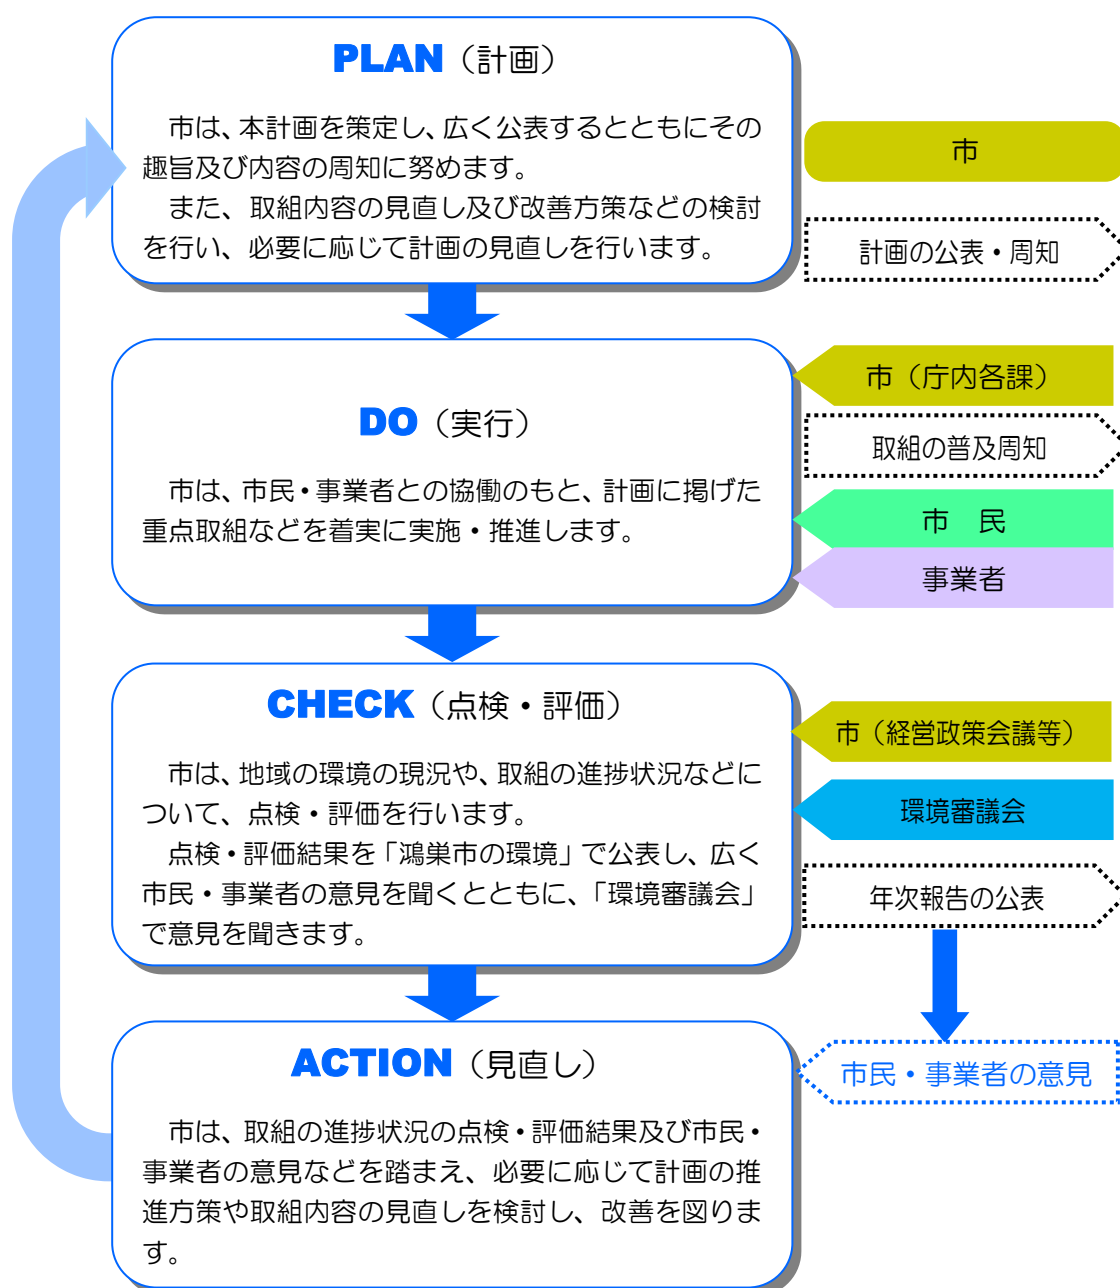 PLAN（計画）
市は、本計画を策定し、広く公表するとともにその
趣旨及び内容の周知に努めます。
また、取組内容の見直し及び改善方策などの検討
を行い、必要に応じて計画の見直しを行います。
市
計画の公表・周知
DO（実行）
市は、市民・事業者との協働のもと、計画に掲げた
重点取組などを着実に実施・推進します。
市（庁内各課）
取組の普及周知
市　民
事業者
CHECK（点検・評価）
市は、地域の環境の現況や、取組の進捗状況などに
ついて、点検・評価を行います。
点検・評価結果を「鴻巣市の環境」で公表し、広く
市民・事業者の意見を聞くとともに、「環境審議会」
で意見を聞きます。
市（経営政策会議等）
環境審議会
年次報告の公表
ACTION（見直し）
市は、取組の進捗状況の点検・評価結果及び市民・
事業者の意見などを踏まえ、必要に応じて計画の推
進方策や取組内容の見直しを検討し、改善を図りま
す。
市民・事業者の意見